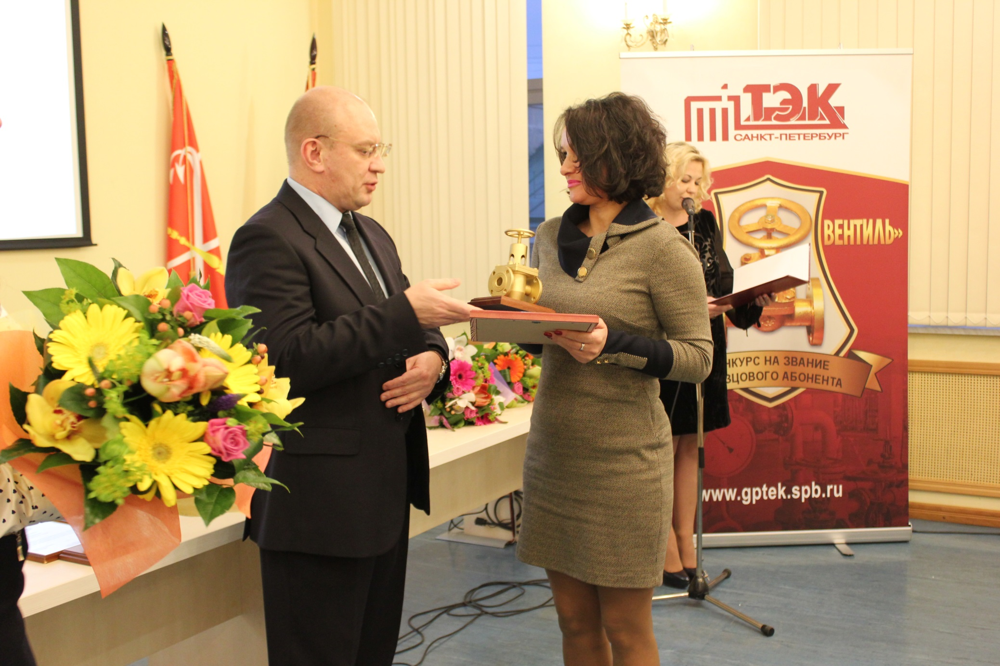 ТЭК
САНКТ-ПЕТЕРБУРГ
ВЕНТИЛЬ»
НКУРС НА ЗВАНИЕ
ЗЦОВОГО АБОНЕНТА
www.gptek.spb.ru